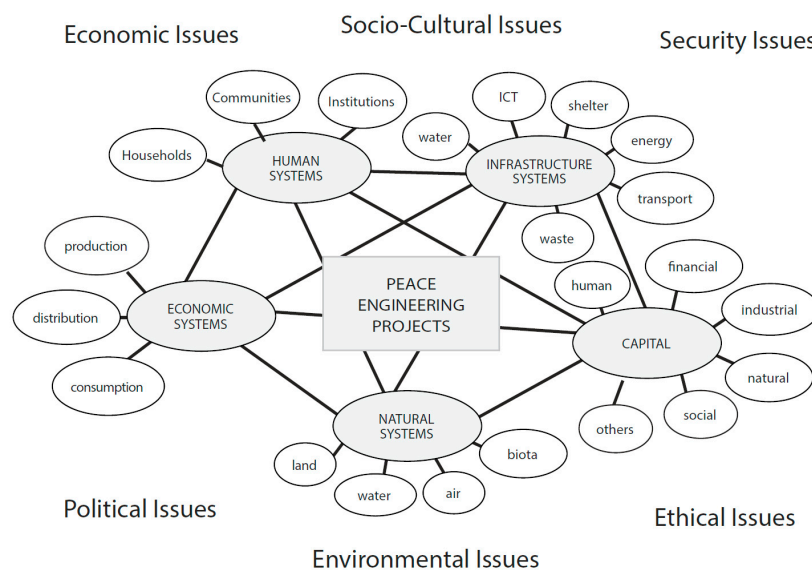 Economic Issues
Socio-Cultural Issues
Security Issues
Communities
Institutions
ICT
shelter
water
energy
Households
HUMAN
SYSTEMS
INFRASTRUCTURE
SYSTEMS
transport
waste
production
PEACE
ENGINEERING
PROJECTS
human
financial
distribution
ECONOMIC
SYSTEMS
industrial
CAPITAL
consumption
natural
social
others
NATURAL
SYSTEMS
land
biota
water
air
Political Issues
Ethical Issues
Environmental Issues